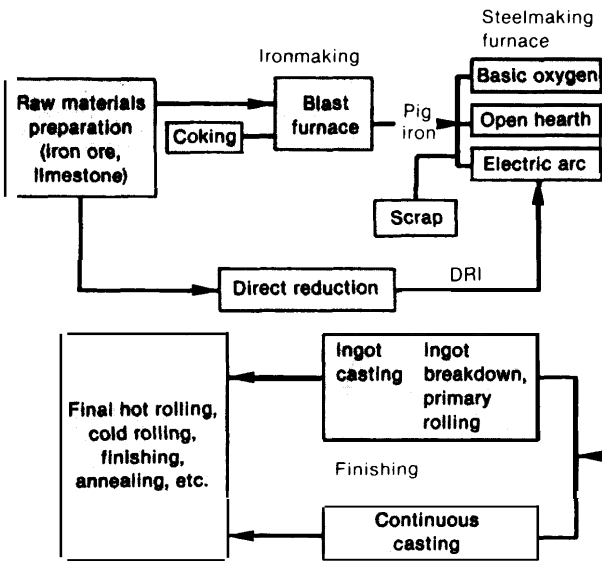 Steelmaking
furnace
Ironmaking
Raw materials
preparation
(iron ore,
limestone)
Coking
Blast
furnace
Pig
iron
Basic oxygen
Open hearth
Electric arc
Scrap
Direct reduction
DRI
Final hot rolling,
cold rolling,
finishing,
annealing, etc.
Ingot
casting
Ingot
breakdown,
primary
rolling
Finishing
Continuous
casting